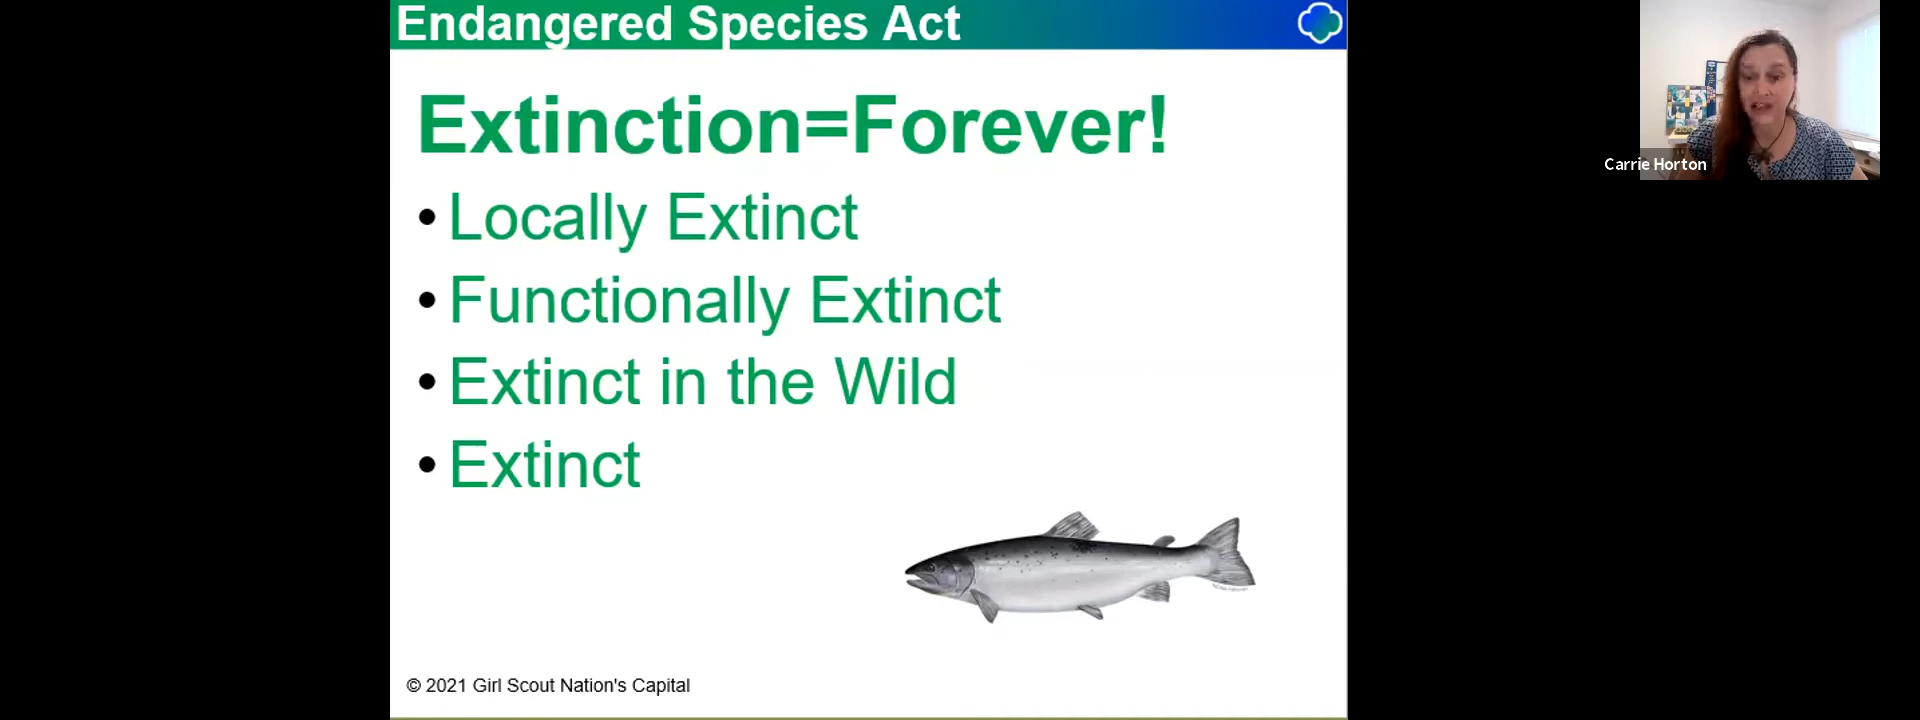 Endangered Species Act
Extinction=Forever!
• Locally Extinct
• Functionally Extinct
• Extinct in the Wild
• Extinct
© 2021 Girl Scout Nation's Capital
Carrie Horton